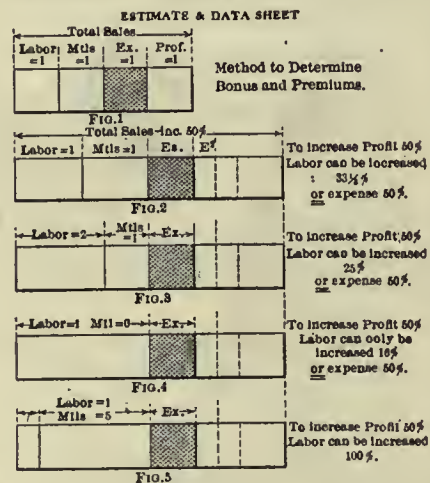 ESTIMATE & DATA SHEET
Total Sales
Labor Mtls Ex. Prof.
=1 =1 =1 =1
Method to Determine
Bonus and Premiums.
FIG.1
Total Sales-inc. 50%
Labor=1 Mtls=1 Es.
To increase Profit 50%
Labor can be increased
33⅓%
or expense 50%.
FIG.2
Labor=2 Mtls=1 Ex.
To increase Profit 50%
Labor can be increased
25%
or expense 50%.
FIG.3
Labor=1 Mtl=6 Ex.
To increase Profit 50%
Labor can only be
increased 16%
or expense 50%.
FIG.4
Labor=1
Mtls=5 Ex.
To increase Profit 50%
Labor can be increased
100%.
FIG.5